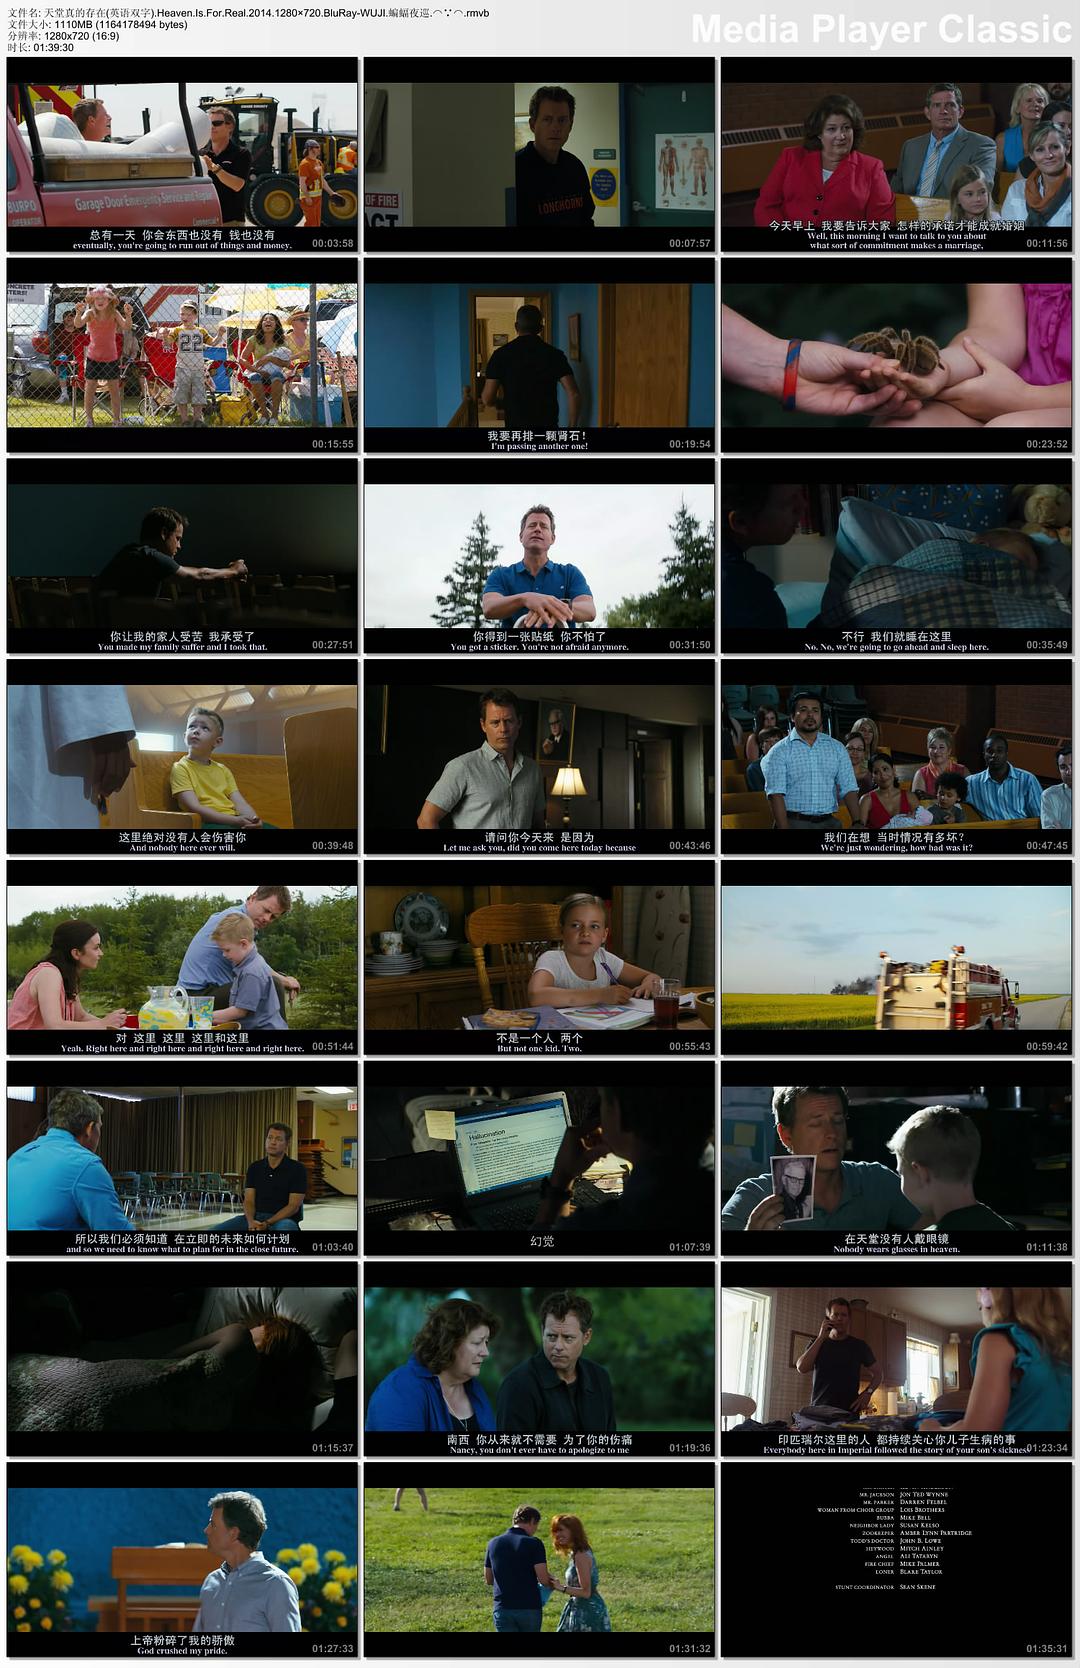 文件名: 天堂真的存在(英语双字).Heaven.Is.For.Real.2014.1280×720.BluRay-WUJI.蝙蝠夜巡.⌒∵⌒.rmvb
文件大小: 1110MB (1164178494 bytes)
分辨率: 1280x720 (16:9)
时长: 01:39:30
Media Player Classic
BURPO
OPERATOR
Garage Door Emergency Service and Repair
总有一天 你会东西也没有 钱也没有
eventually, you're going to run out of things and money.
00:03:58
OF FIRE
ACT
LONGHORNS
00:07:57
今天早上 我要告诉大家 怎样的承诺才能成就婚姻
Well, this morning I want to talk to you about
what sort of commitment makes a marriage,
00:11:56
00:15:55
我要再排一颗肾石！
I'm passing another one!
00:19:54
00:23:52
你让我的家人受苦 我承受了
You made my family suffer and I took that.
00:27:51
你得到一张贴纸 你不怕了
You got a sticker. You're not afraid anymore.
00:31:50
不行 我们就睡在这里
No. No, we're going to go ahead and sleep here.
00:35:49
这里绝对没有人会伤害你
And nobody here ever will.
00:39:48
请问你今天来 是因为
Let me ask you, did you come here today because
00:43:46
我们在想 当时情况有多坏？
We're just wondering, how bad was it?
00:47:45
对 这里 这里 这里和这里
Yeah. Right here and right here and right here and right here.
00:51:44
不是一个人 两个
But not one kid. Two.
00:55:43
00:59:42
所以我们必须知道 在立即的未来如何计划
and so we need to know what to plan for in the close future.
01:03:40
Hallucination
幻觉
01:07:39
在天堂没有人戴眼镜
Nobody wears glasses in heaven.
01:11:38
01:15:37
南西 你从来就不需要 为了你的伤痛
Nancy, you don't ever have to apologize to me
01:19:36
印匹瑞尔这里的人 都持续关心你儿子生病的事
Everybody here in Imperial followed the story of your son's sickness
01:23:34
上帝粉碎了我的骄傲
God crushed my pride.
01:27:33
01:31:32
MR. JACKSON JON TED WYNNE
MR. PARKER DARREN FELBEL
WOMAN FROM CHOIR GROUP LOIS BROTHERS
BUBBA MIKE BELL
NEIGHBOR LADY SUSAN KELSO
ZOOKEEPER AMBER LYNN PARTRIDGE
TODD'S DOCTOR JOHN B. LOWE
HEYWOOD MITCH AINLEY
ANGEL ALI TATARYN
FIRE CHIEF MIKE PALMER
LONER BLAKE TAYLOR
STUNT COORDINATOR SEAN SKENE
01:35:31